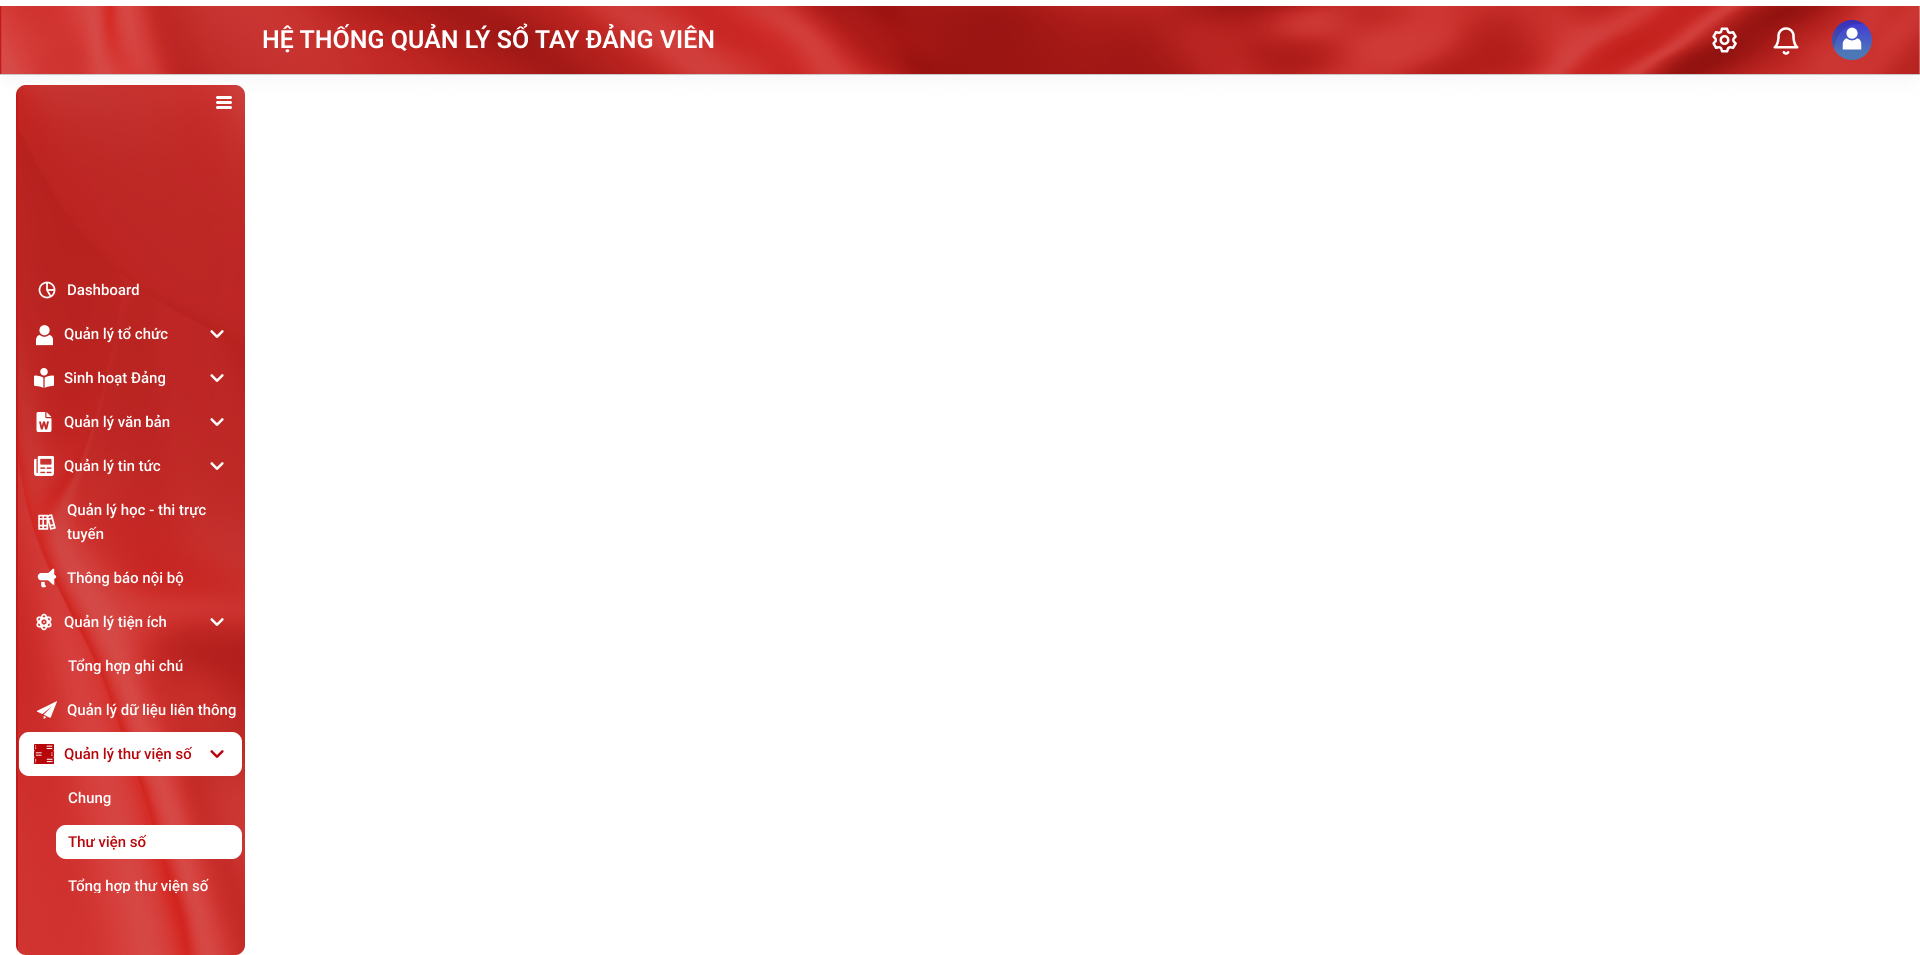 HỆ THỐNG QUẢN LÝ SỔ TAY ĐẢNG VIÊN
Dashboard
Quản lý tổ chức
Sinh hoạt Đảng
Quản lý văn bản
Quản lý tin tức
Quản lý học - thi trực
tuyến
Thông báo nội bộ
Quản lý tiện ích
Tổng hợp ghi chú
Quản lý dữ liệu liên thông
Quản lý thư viện số
Chung
Thư viện số
Tổng hợp thư viện số